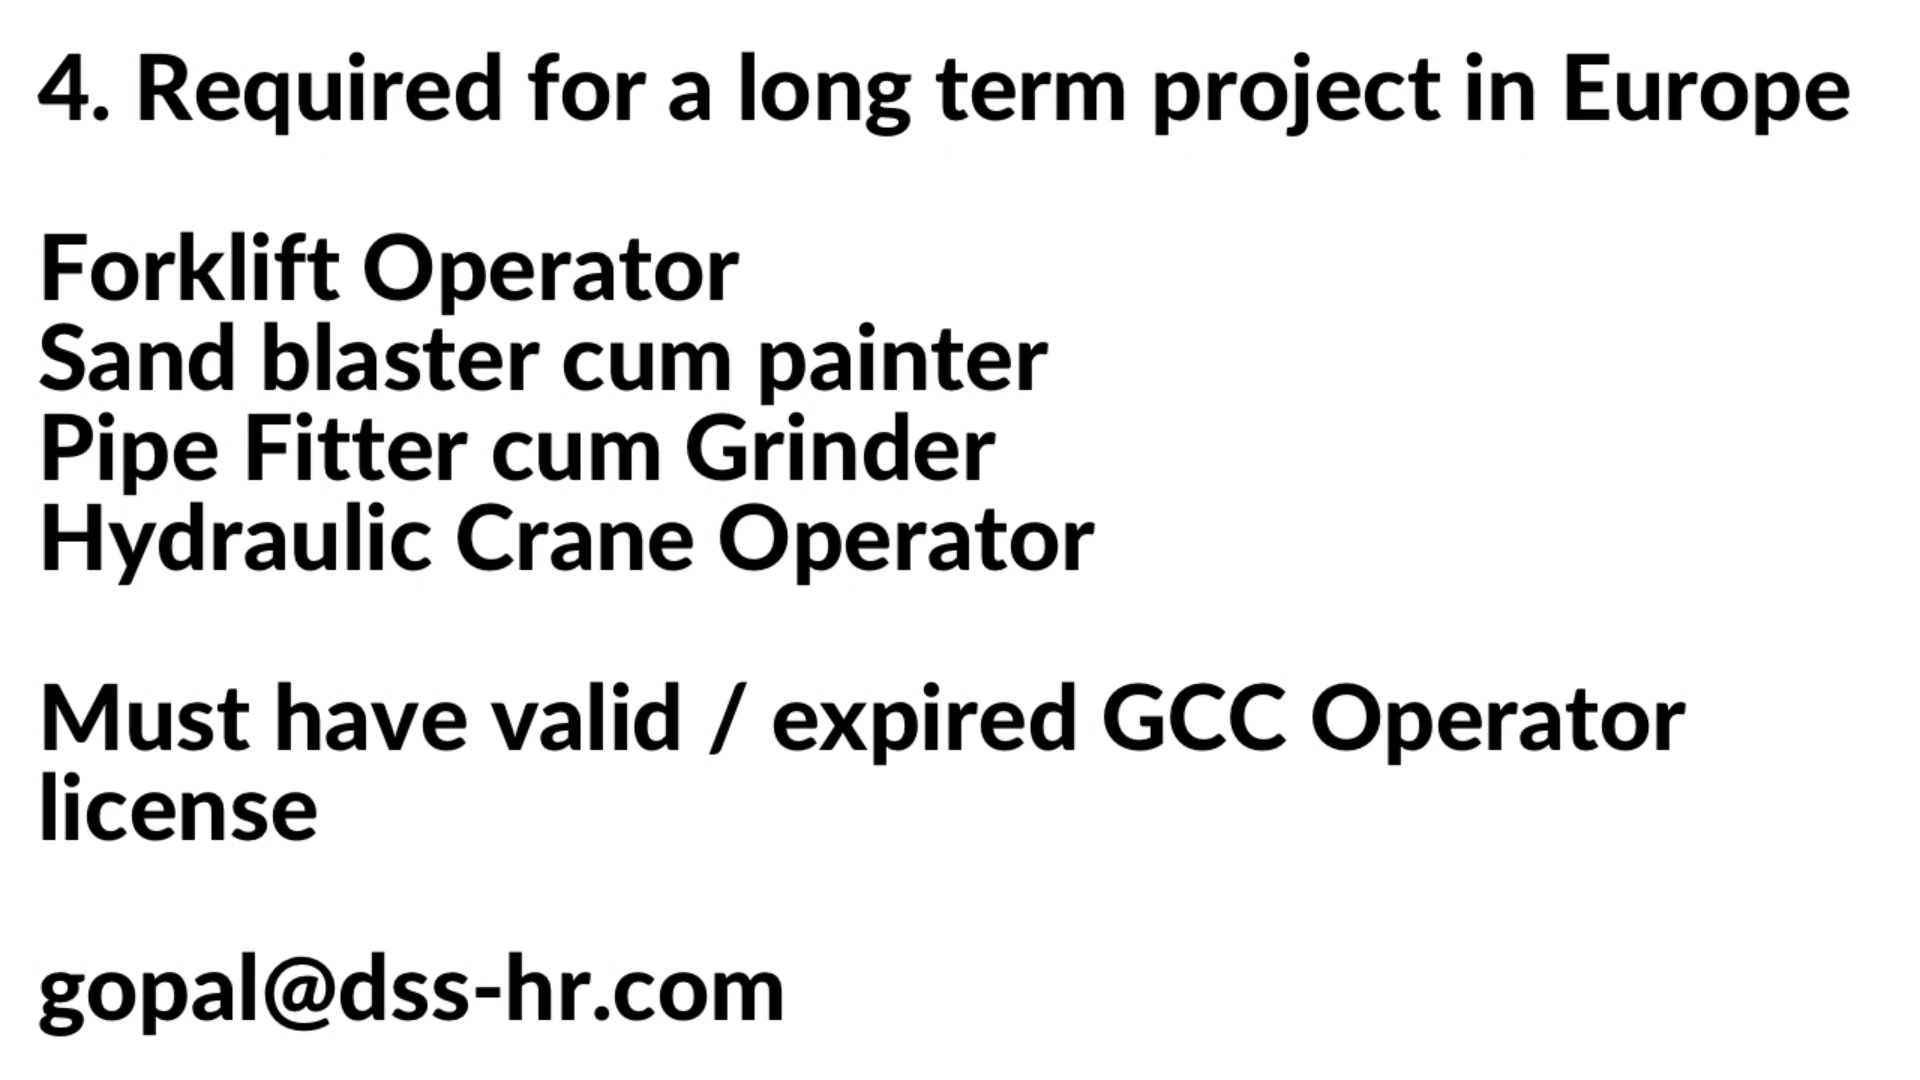 4. Required for a long term project in Europe
Forklift Operator
Sand blaster cum painter
Pipe Fitter cum Grinder
Hydraulic Crane Operator
Must have valid / expired GCC Operator
license
gopal@dss-hr.com